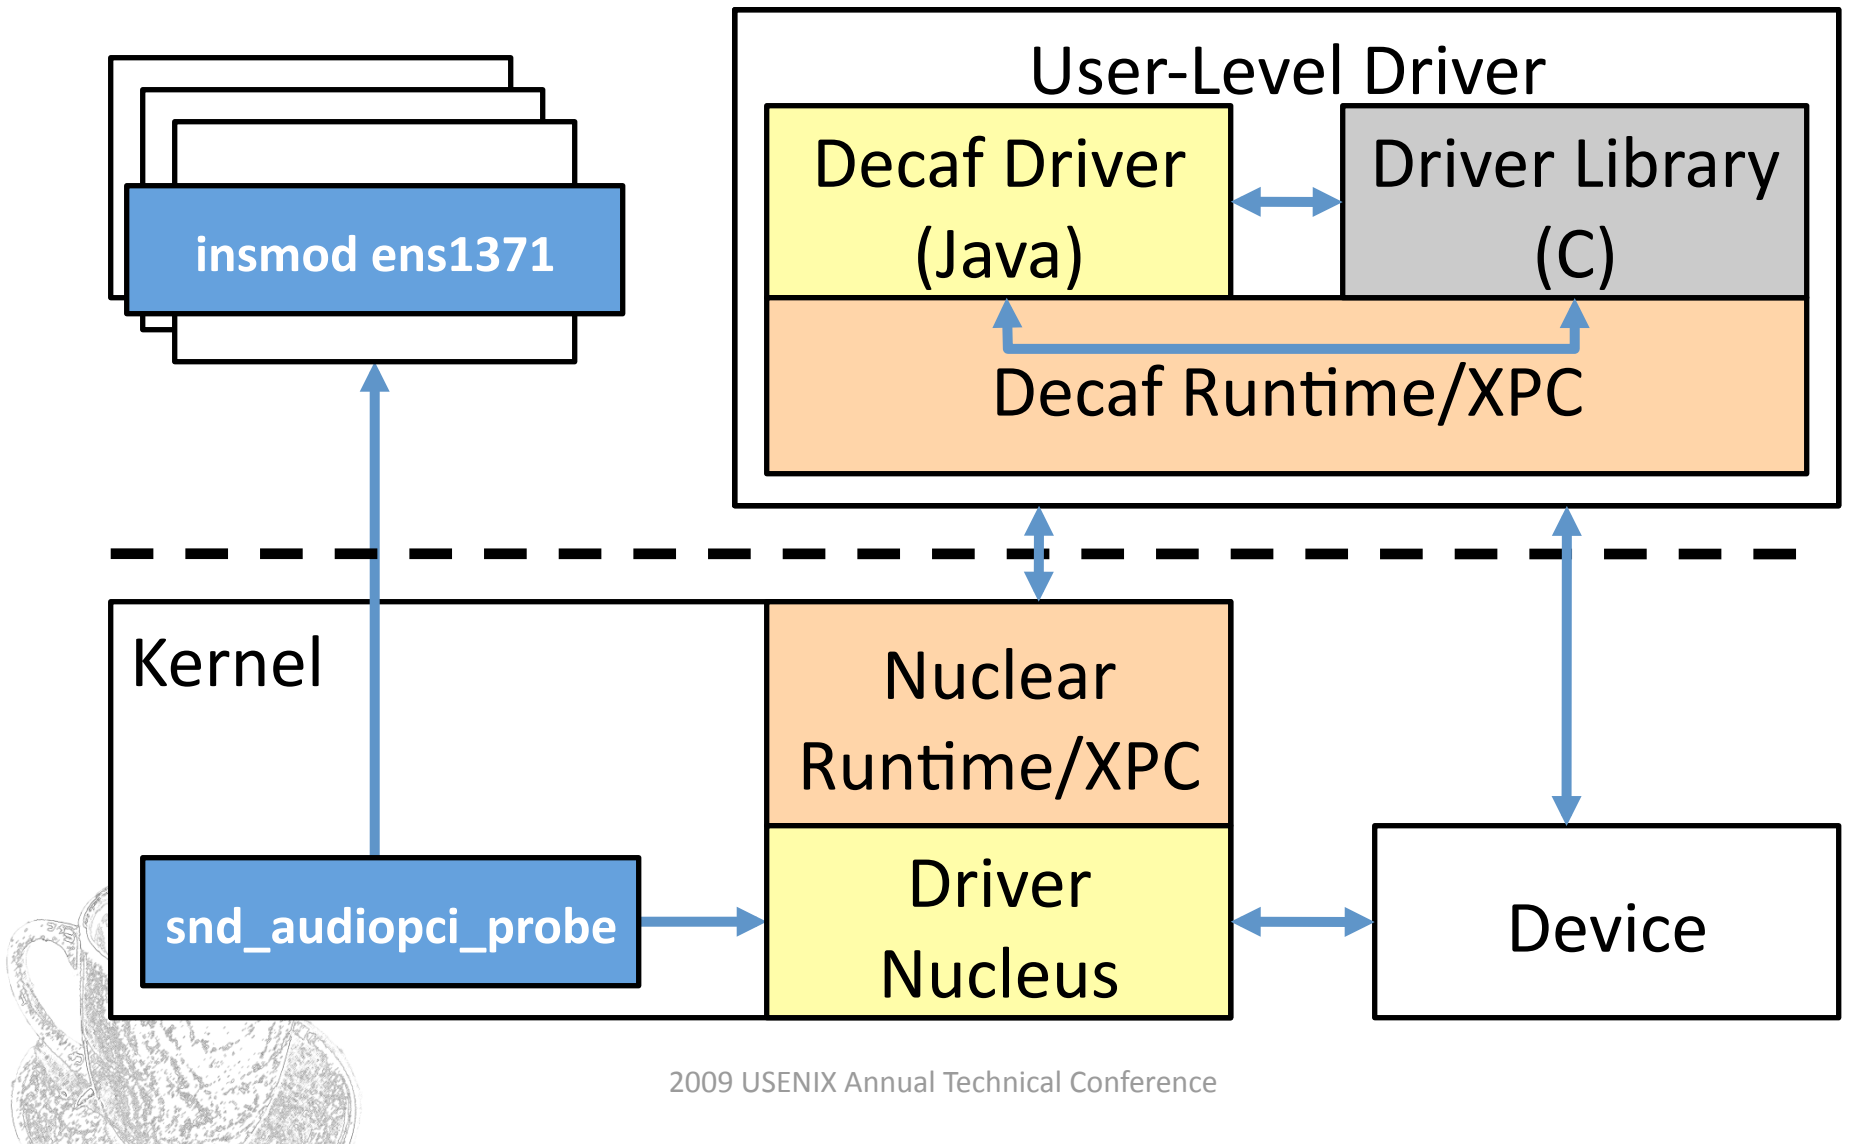 User-Level Driver
Decaf Driver
(Java)
Driver Library
(C)
insmod ens1371
Decaf Runtime/XPC
Kernel
Nuclear
Runtime/XPC
Driver
Nucleus
snd_audiopci_probe
Device
2009 USENIX Annual Technical Conference